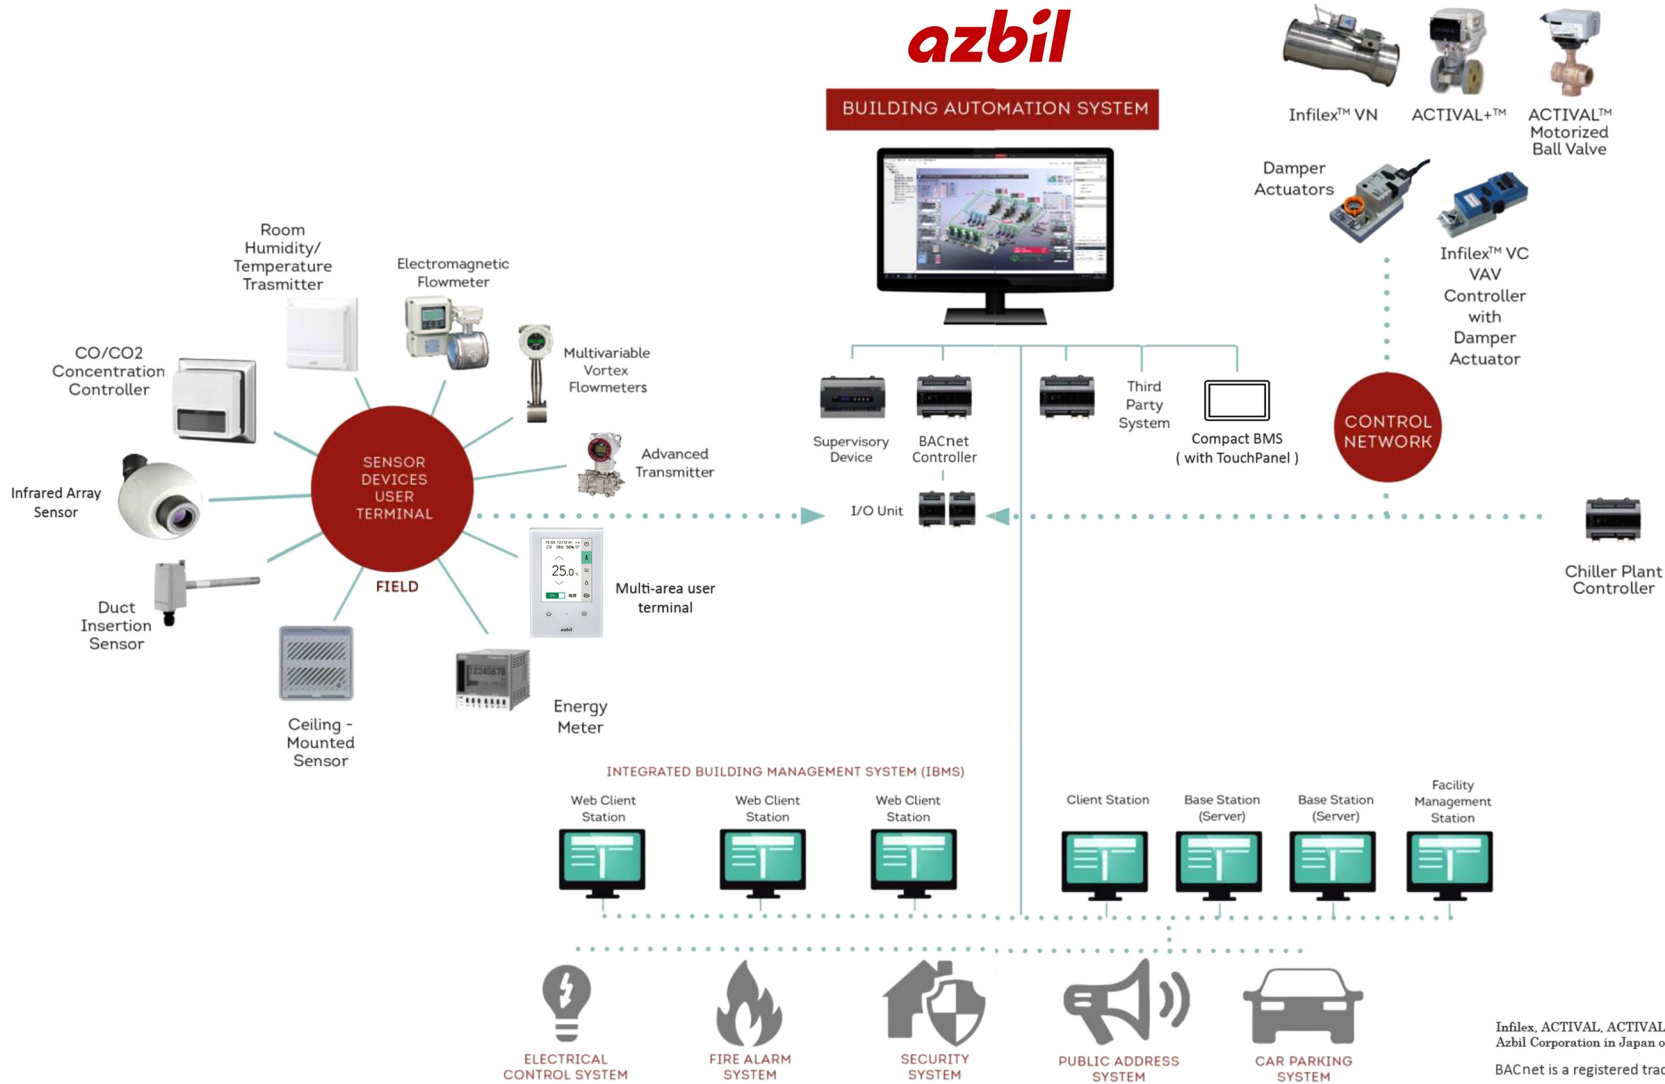 azbil
BUILDING AUTOMATION SYSTEM
Infilex™ VN
ACTIVAL+™
ACTIVAL™
Motorized
Ball Valve
Damper
Actuators
Infilex™ VC
VAV
Controller
with
Damper
Actuator
CONTROL
NETWORK
Chiller Plant
Controller
Room
Humidity/
Temperature
Trasmitter
Electromagnetic
Flowmeter
CO/CO2
Concentration
Controller
Multivariable
Vortex
Flowmeters
Advanced
Transmitter
Infrared Array
Sensor
SENSOR
DEVICES
USER
TERMINAL
FIELD
25.0
azbil
Multi-area user
terminal
Duct
Insertion
Sensor
Ceiling -
Mounted
Sensor
12345678
Energy
Meter
Supervisory
Device
BACnet
Controller
Third
Party
System
Compact BMS
( with TouchPanel )
I/O Unit
INTEGRATED BUILDING MANAGEMENT SYSTEM (IBMS)
Web Client
Station
Web Client
Station
Web Client
Station
Client Station
Base Station
(Server)
Base Station
(Server)
Facility
Management
Station
ELECTRICAL
CONTROL SYSTEM
FIRE ALARM
SYSTEM
SECURITY
SYSTEM
PUBLIC ADDRESS
SYSTEM
CAR PARKING
SYSTEM
Infilex, ACTIVAL, ACTIVAL
Azbil Corporation in Japan o
BACnet is a registered trad